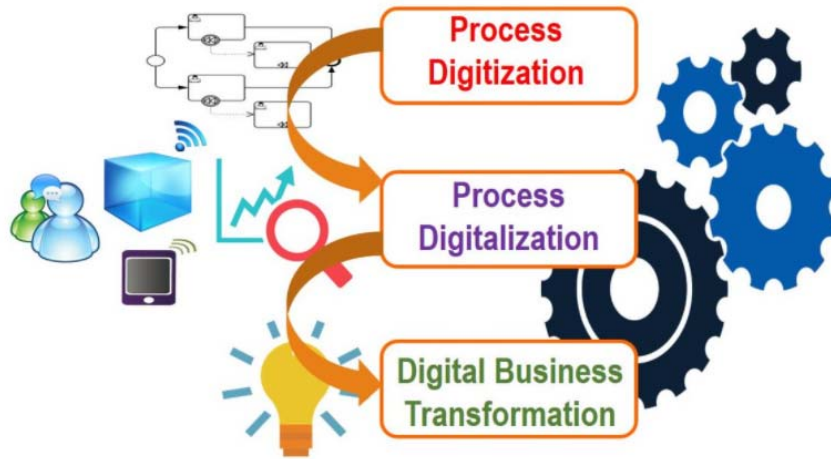 Process
Digitization
Process
Digitalization
Digital Business
Transformation